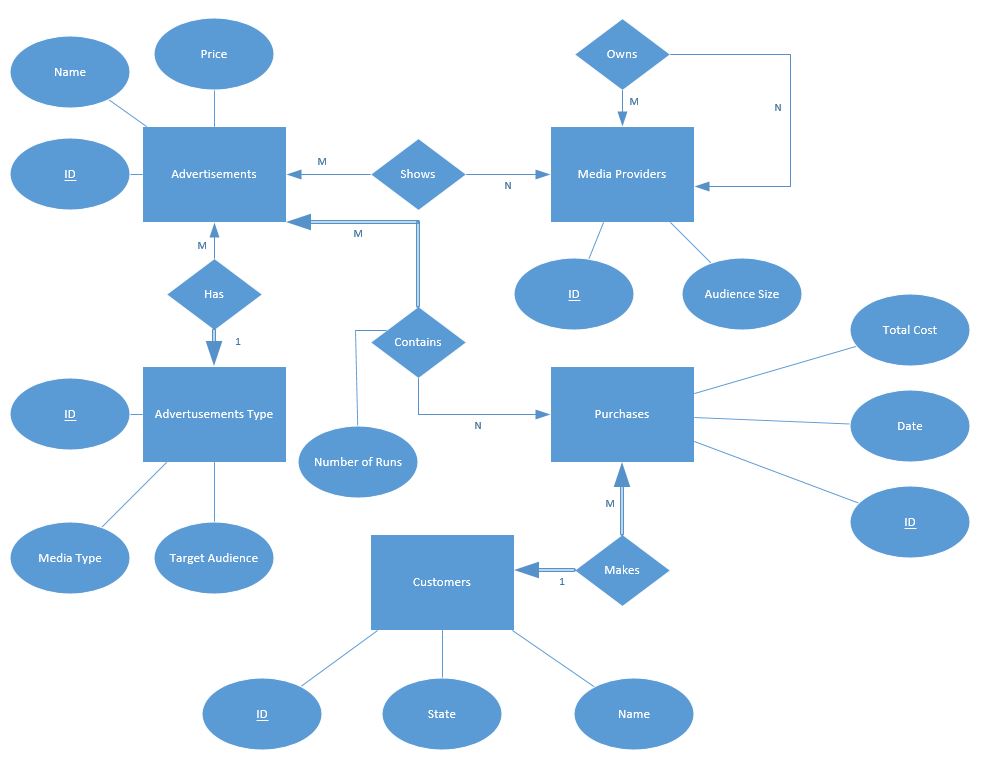 Price
Name
Owns
M
N
ID
Advertisements
M
Shows
N
Media Providers
M
M
Has
ID
Audience Size
1
Contains
Total Cost
ID
Advertusements Type
N
Purchases
Date
Number of Runs
M
ID
Media Type
Target Audience
Customers
1
Makes
ID
State
Name